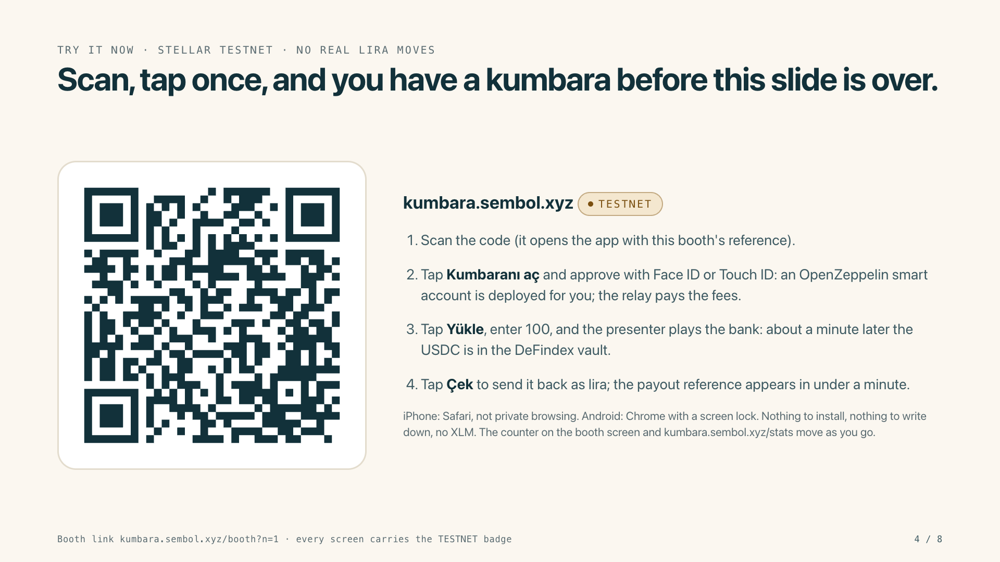 TRY IT NOW · STELLAR TESTNET · NO REAL LIRA MOVES
Scan, tap once, and you have a kumbara before this slide is over.
kumbara.sembol.xyz • TESTNET
1. Scan the code (it opens the app with this booth's reference).
2. Tap Kumbaranı aç and approve with Face ID or Touch ID: an OpenZeppelin smart
account is deployed for you; the relay pays the fees.
3. Tap Yükle, enter 100, and the presenter plays the bank: about a minute later the
USDC is in the DeFindex vault.
4. Tap Çek to send it back as lira; the payout reference appears in under a minute.
iPhone: Safari, not private browsing. Android: Chrome with a screen lock. Nothing to install, nothing to write
down, no XLM. The counter on the booth screen and kumbara.sembol.xyz/stats move as you go.
Booth link kumbara.sembol.xyz/booth?n=1 · every screen carries the TESTNET badge
4 / 8